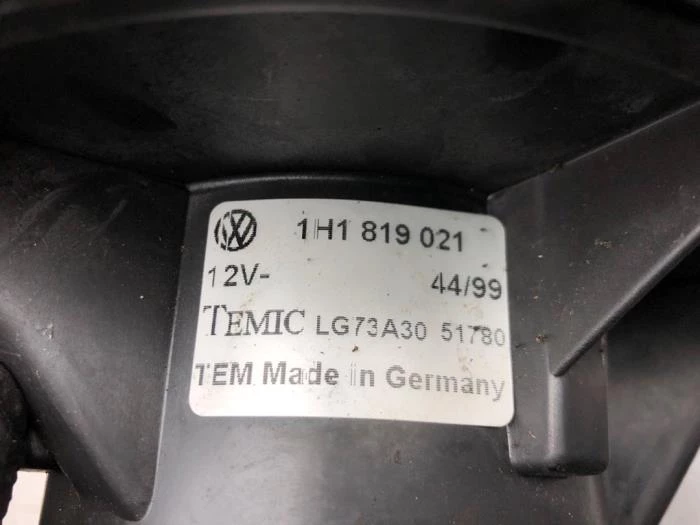 1H1 819 021
12V- 44/99
TEMIC LG73A30 51780
TEM Made in Germany